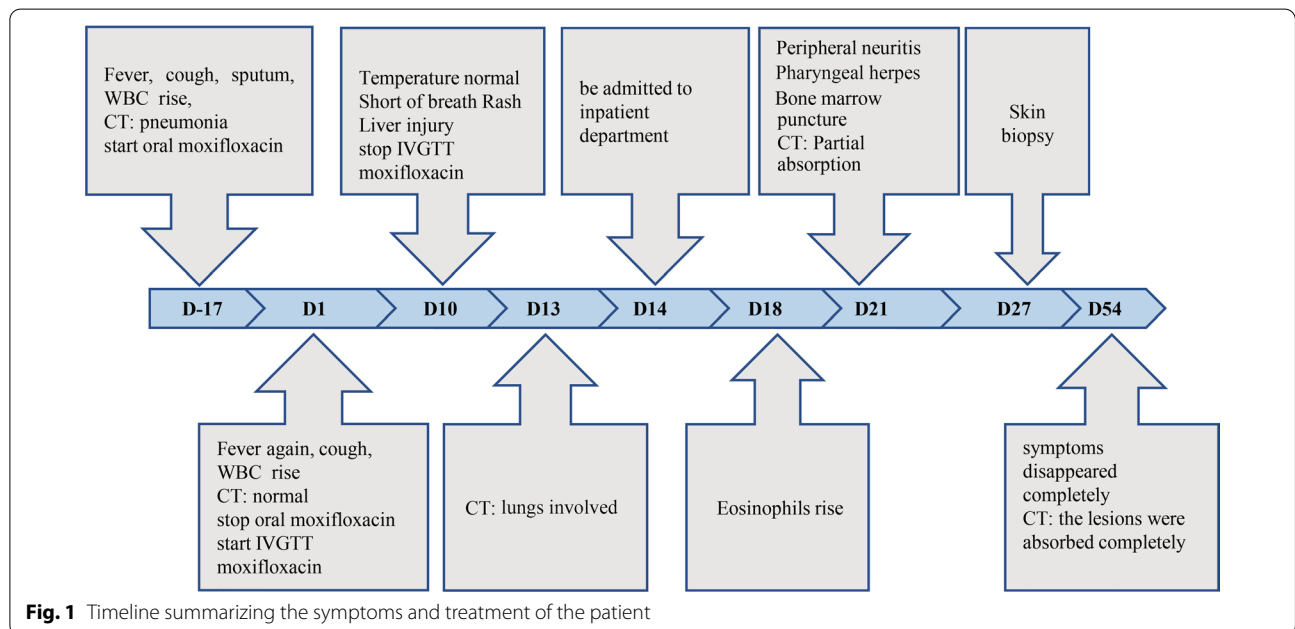 Fever, cough, sputum,
WBC rise,
CT: pneumonia
start oral moxifloxacin
Temperature normal
Short of breath Rash
Liver injury
stop IVGTT
moxifloxacin
be admitted to
inpatient
department
Peripheral neuritis
Pharyngeal herpes
Bone marrow
puncture
CT: Partial
absorption
Skin
biopsy
D-17 D1 D10 D13 D14 D18 D21 D27 D54
Fever again, cough,
WBC rise
CT: normal
stop oral moxifloxacin
start IVGTT
moxifloxacin
CT: lungs involved
Eosinophils rise
symptoms
disappeared
completely
CT: the lesions were
absorbed completely
Fig. 1 Timeline summarizing the symptoms and treatment of the patient